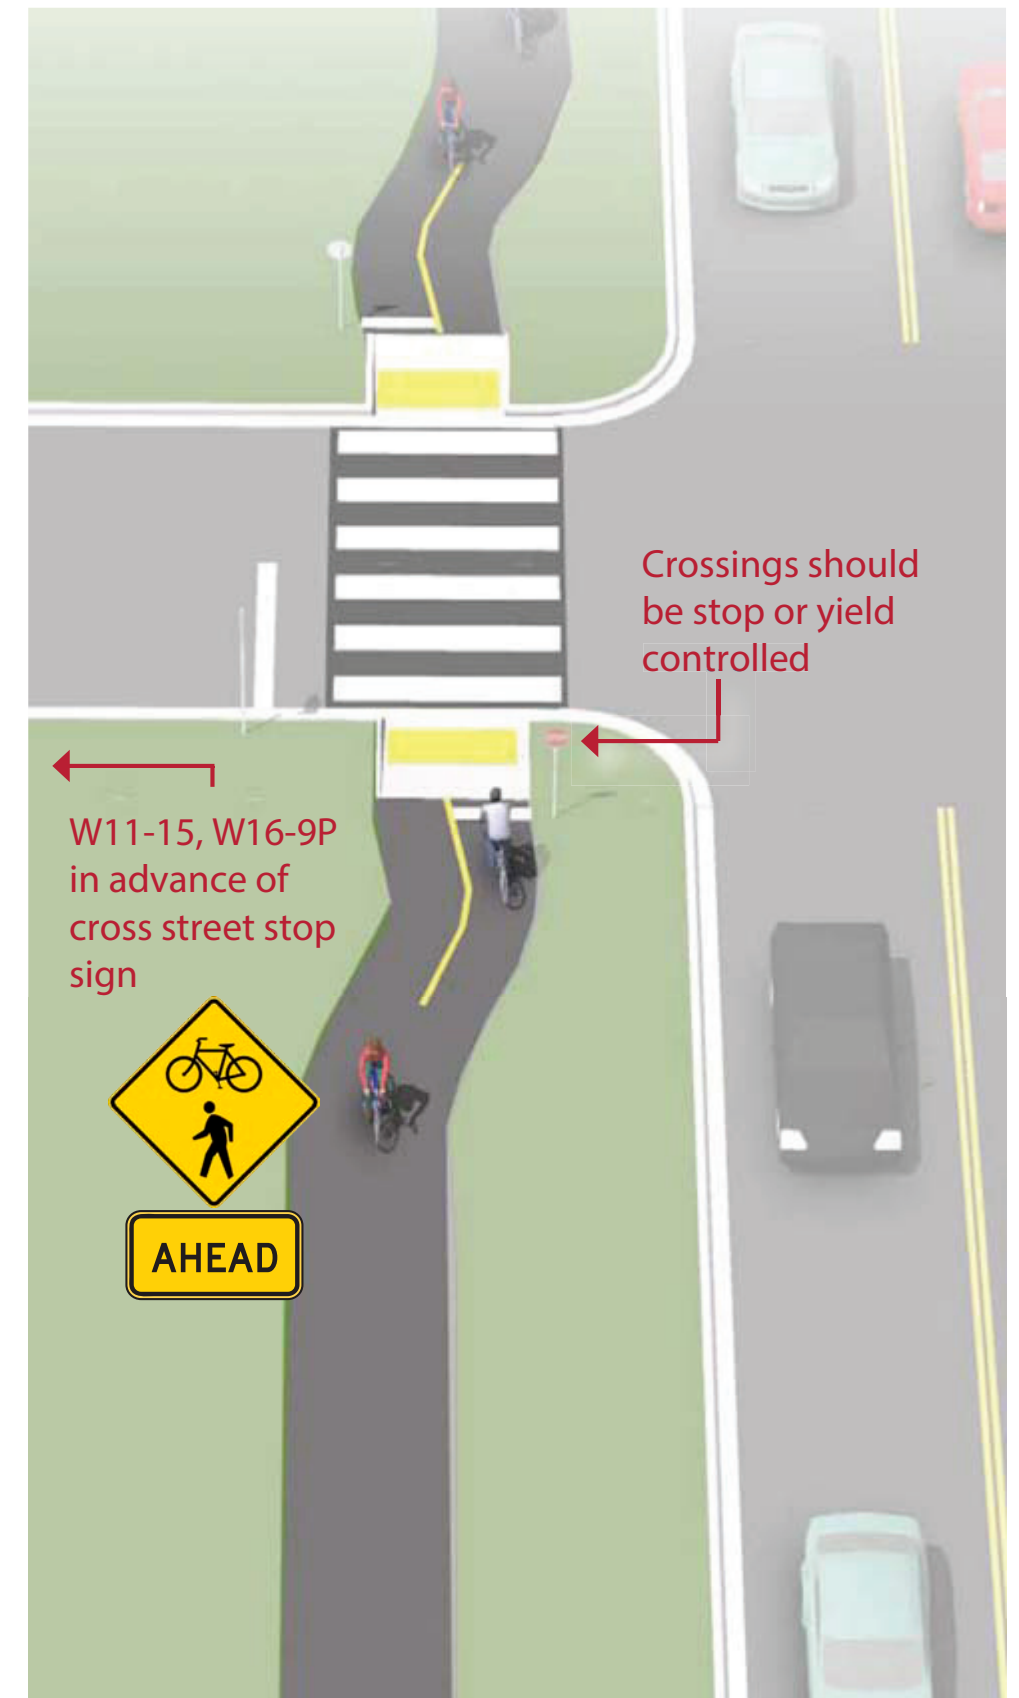 Crossings should
be stop or yield
controlled
W11-15, W16-9P
in advance of
cross street stop
sign
AHEAD